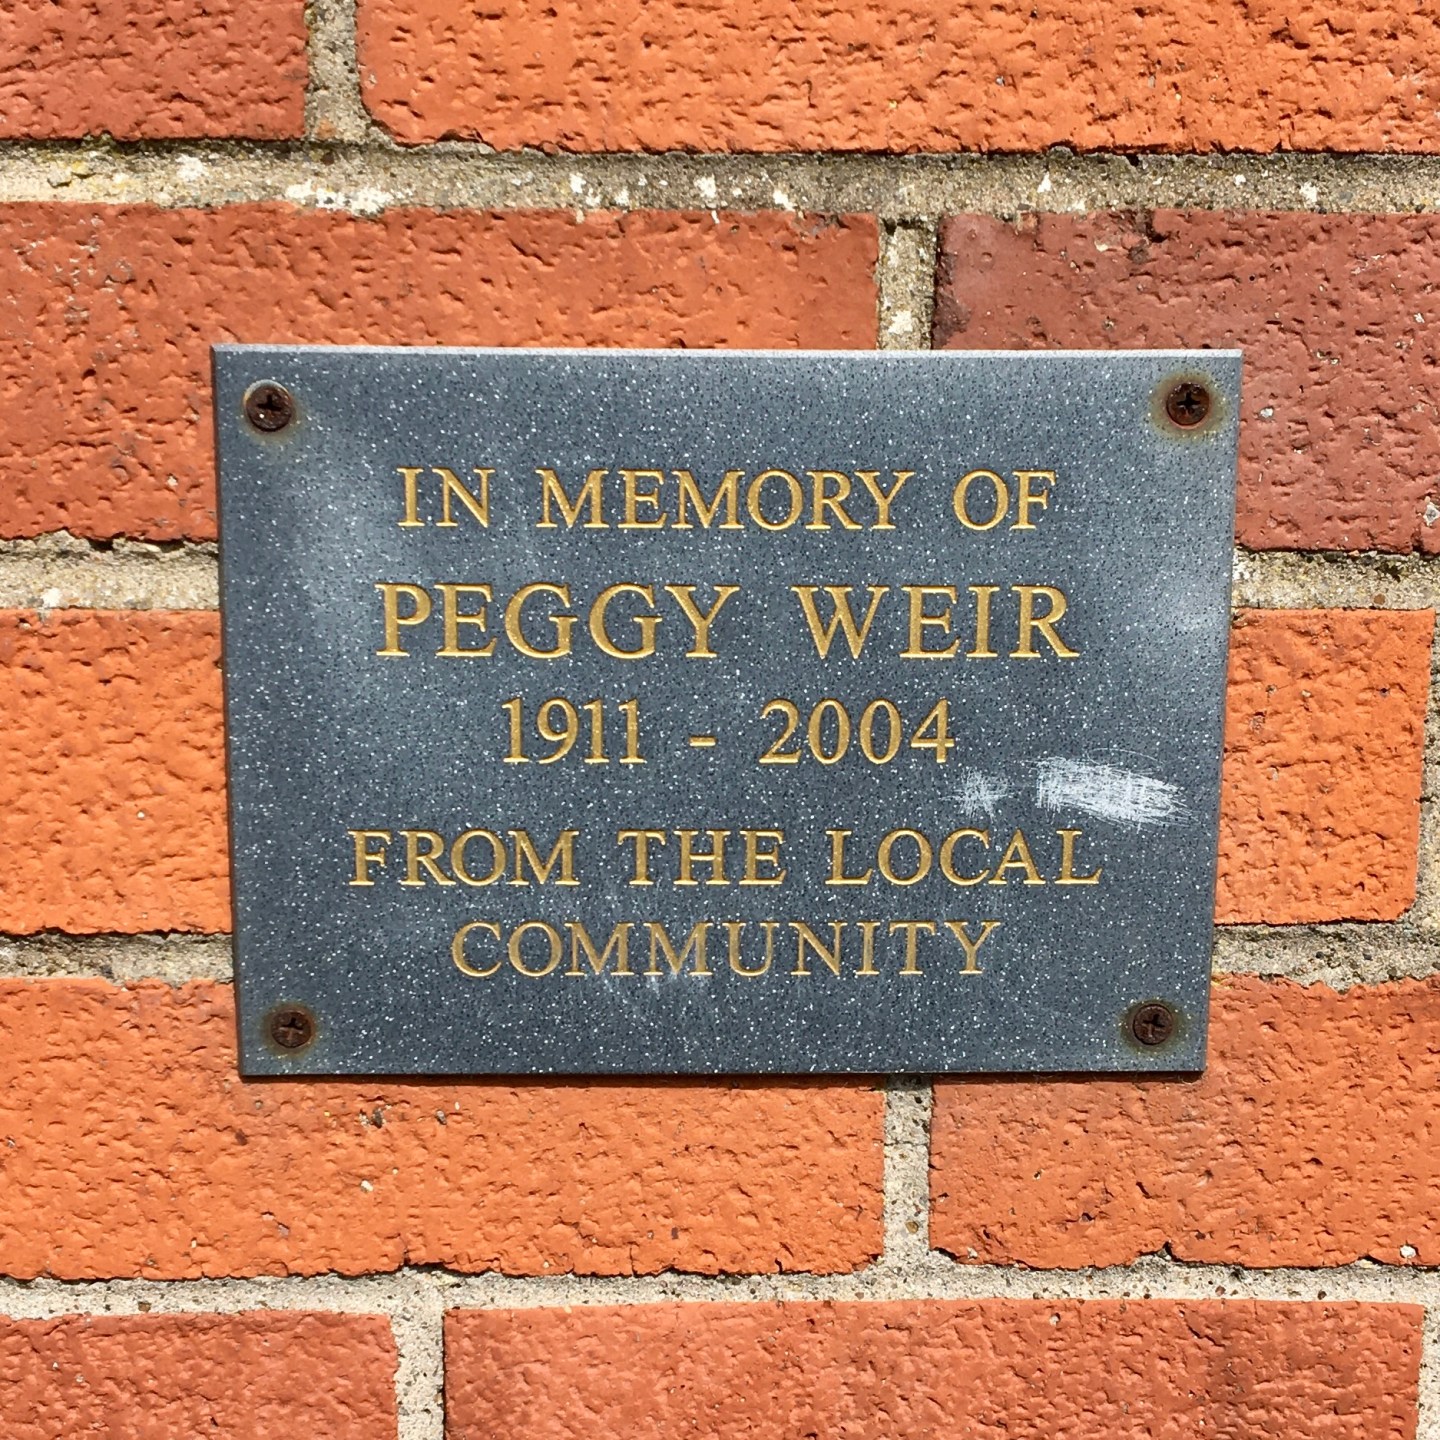 IN MEMORY OF
PEGGY WEIR
1911 - 2004
FROM THE LOCAL
COMMUNITY